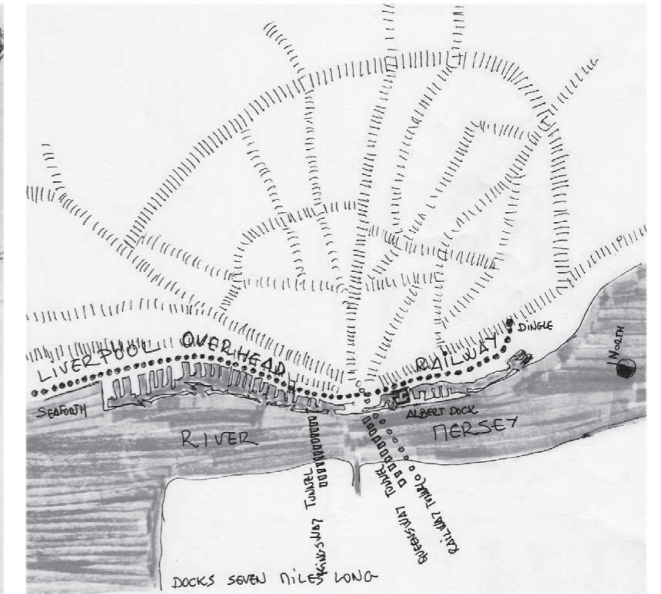 LIVERPOOL OVERHEAD RAILWAY
DINGLE
NORTH
SEAFORTH
ALBERT DOCK
RIVER MERSEY
KINGSWAY TUNNEL
QUEENSWAY TUNNEL
RAILWAY TUNNEL
DOCKS SEVEN MILES LONG